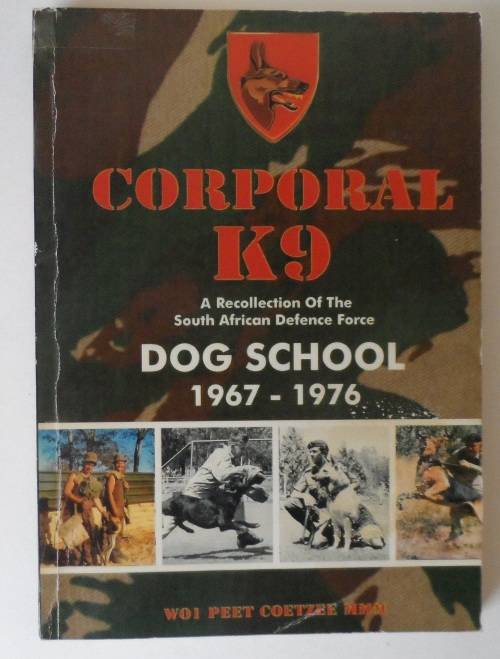 CORPORAL
K9
A Recollection Of The
South African Defence Force
DOG SCHOOL
1967 - 1976
WO1 PEET COETZEE MMM